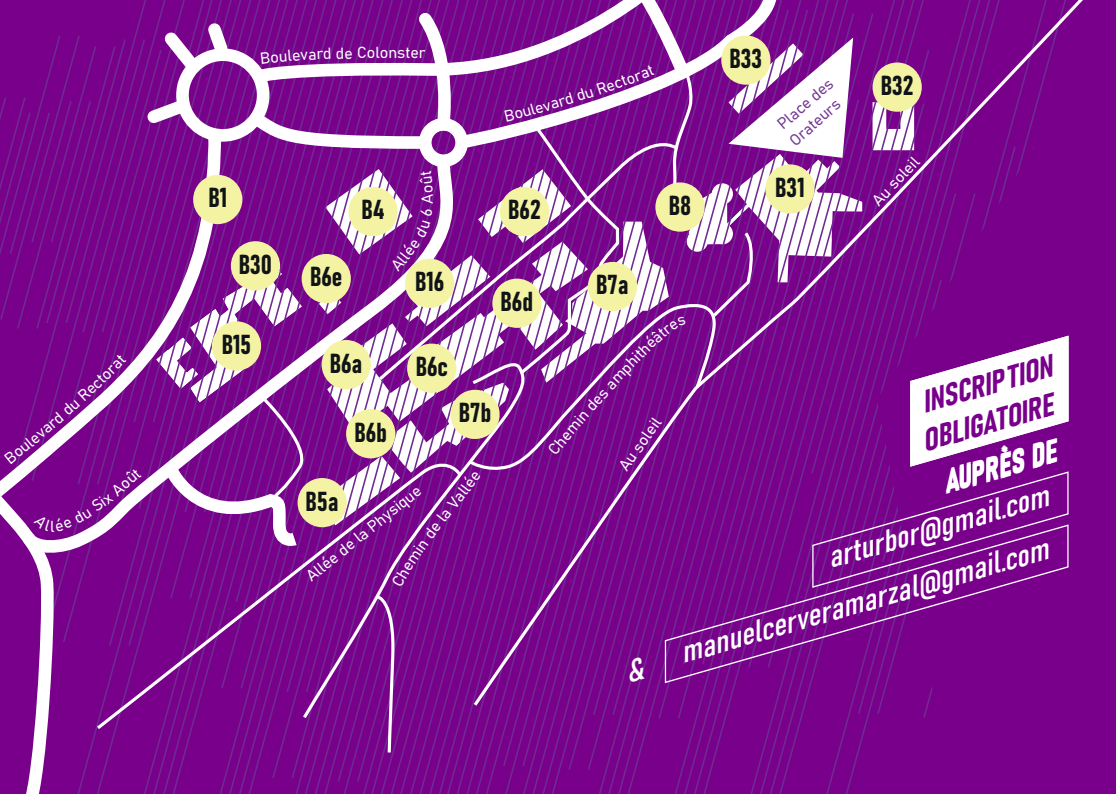 Boulevard de Colonster
B33
B32
Boulevard du Rectorat
Place des
Orateurs
B1
B4
B62
B8
B31
Au soleil
Allée du 6 Août
B30
B6e
B16
B6d
B7a
B15
B6a
B6c
Chemin des amphithéâtres
Boulevard du Rectorat
B6b
B7b
Au soleil
B5a
Allée du Six Août
Allée de la Physique
Chemin de la Vallée
INSCRIPTION
OBLIGATOIRE
AUPRÈS DE
arturbor@gmail.com
& manuelcerveramarzal@gmail.com